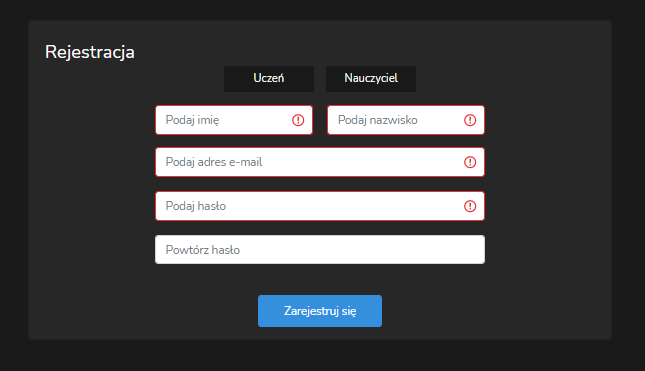 Rejestracja
Uczeń Nauczyciel
Podaj imię Podaj nazwisko
Podaj adres e-mail
Podaj hasło
Powtórz hasło
Zarejestruj się